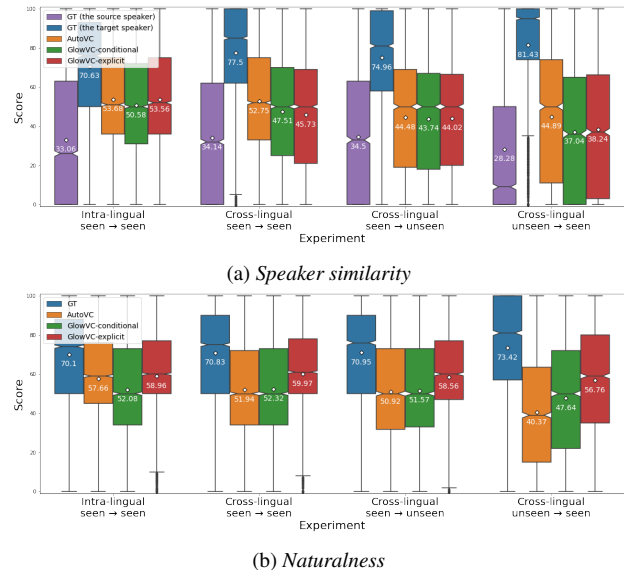 100
80
60
40
20
0
Score
GT (the source speaker)
GT (the target speaker)
AutoVC
GlowVC-conditional
GlowVC-explicit
33.06 70.63 53.68 50.58 53.56
34.14 77.5 52.75 47.51 45.73
34.5 74.96 44.48 43.74 44.02
28.28 81.43 44.89 37.04 38.24
Intra-lingual Cross-lingual Cross-lingual Cross-lingual
seen → seen seen → seen seen → unseen unseen → seen
Experiment
(a) Speaker similarity
100
80
60
40
20
0
Score
GT
AutoVC
GlowVC-conditional
GlowVC-explicit
70.1 57.66 52.08 58.96
70.83 51.94 52.32 59.97
70.95 50.92 51.57 58.56
73.42 40.37 47.64 56.76
Intra-lingual Cross-lingual Cross-lingual Cross-lingual
seen → seen seen → seen seen → unseen unseen → seen
Experiment
(b) Naturalness